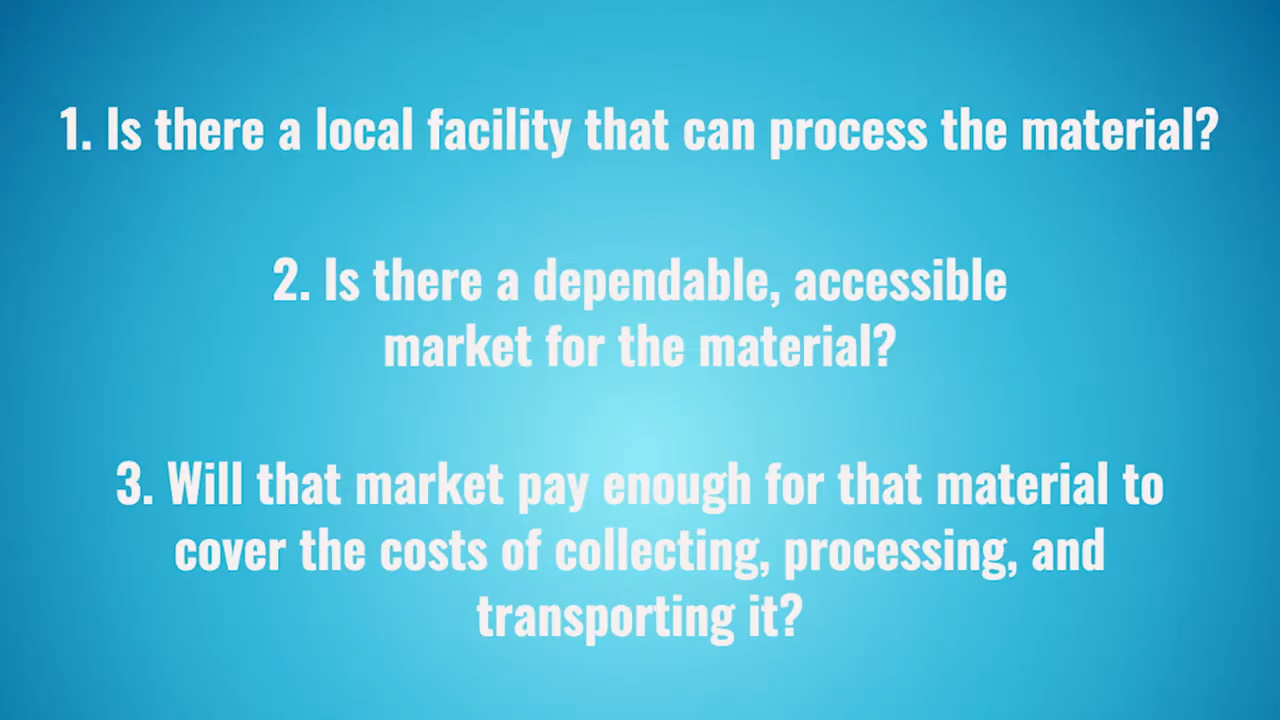 1. Is there a local facility that can process the material?
2. Is there a dependable, accessible
market for the material?
3. Will that market pay enough for that material to
cover the costs of collecting, processing, and
transporting it?